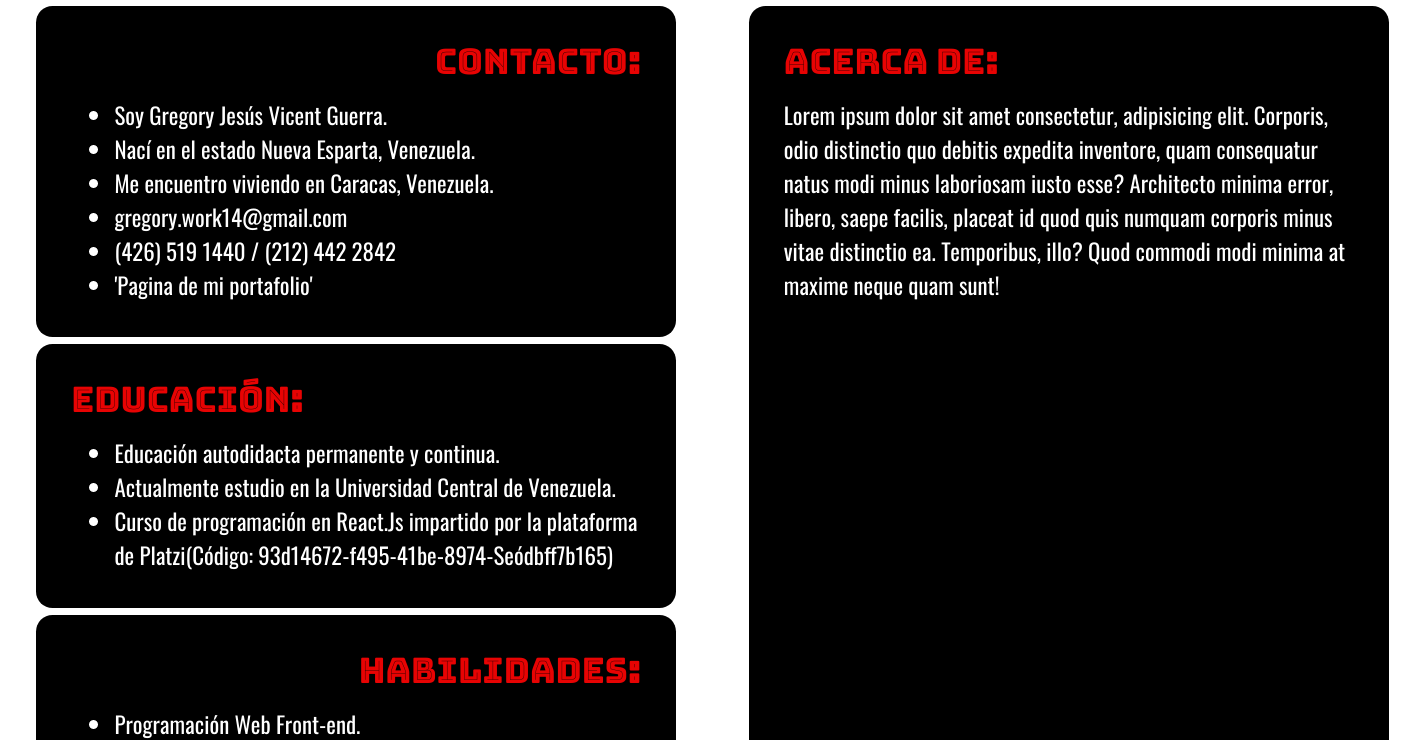 CONTACTO:
Soy Gregory Jesús Vicent Guerra.
Nací en el estado Nueva Esparta, Venezuela.
Me encuentro viviendo en Caracas, Venezuela.
gregory.work14@gmail.com
(426) 519 1440 / (212) 442 2842
'Pagina de mi portafolio'
EDUCACIÓN:
Educación autodidacta permanente y continua.
Actualmente estudio en la Universidad Central de Venezuela.
Curso de programación en React.Js impartido por la plataforma
de Platzi(Código: 93d14672-f495-41be-8974-Seódbff7b165)
HABILIDADES:
Programación Web Front-end.
ACERCA DE:
Lorem ipsum dolor sit amet consectetur, adipisicing elit. Corporis,
odio distinctio quo debitis expedita inventore, quam consequatur
natus modi minus laboriosam iusto esse? Architecto minima error,
libero, saepe facilis, placeat id quod quis numquam corporis minus
vitae distinctio ea. Temporibus, illo? Quod commodi modi minima at
maxime neque quam sunt!